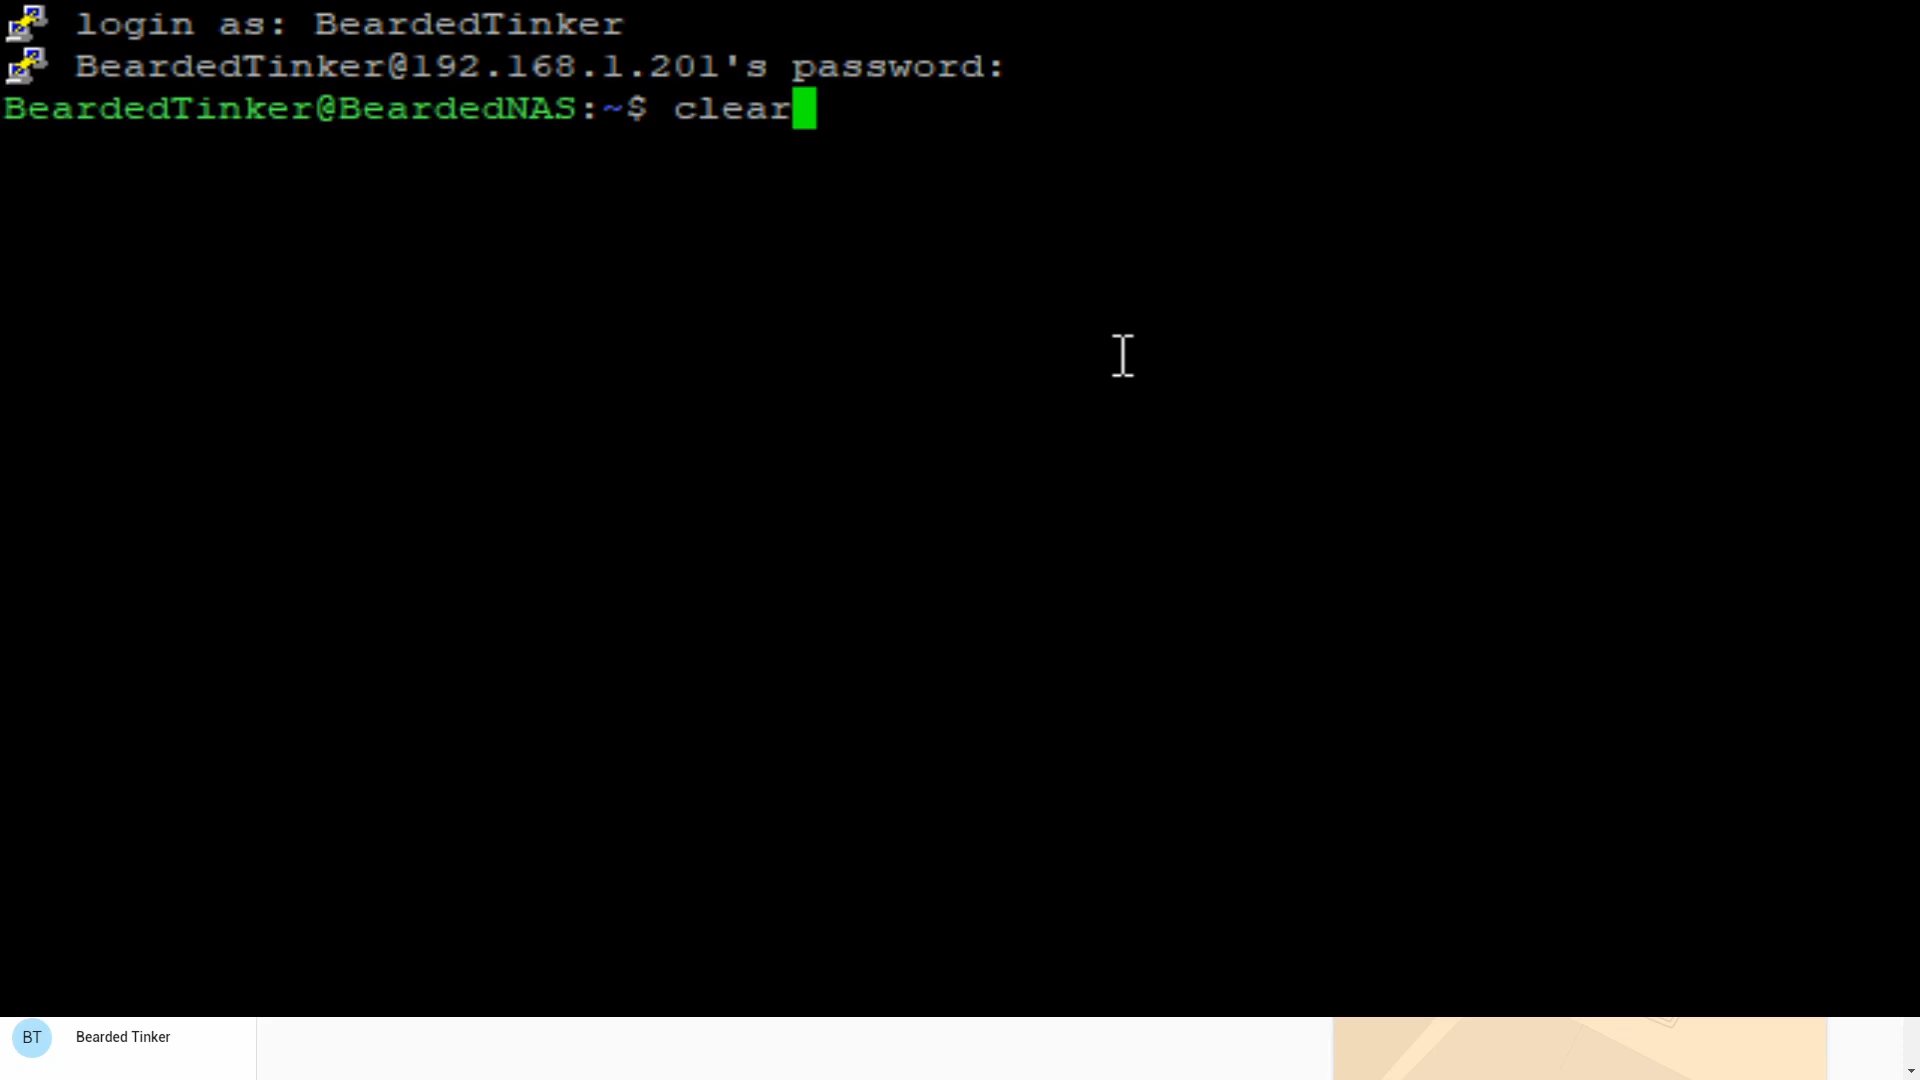 login as: BeardedTinker
BeardedTinker@192.168.1.201's password:
BeardedTinker@BeardedNAS:~$ clear
BT Bearded Tinker